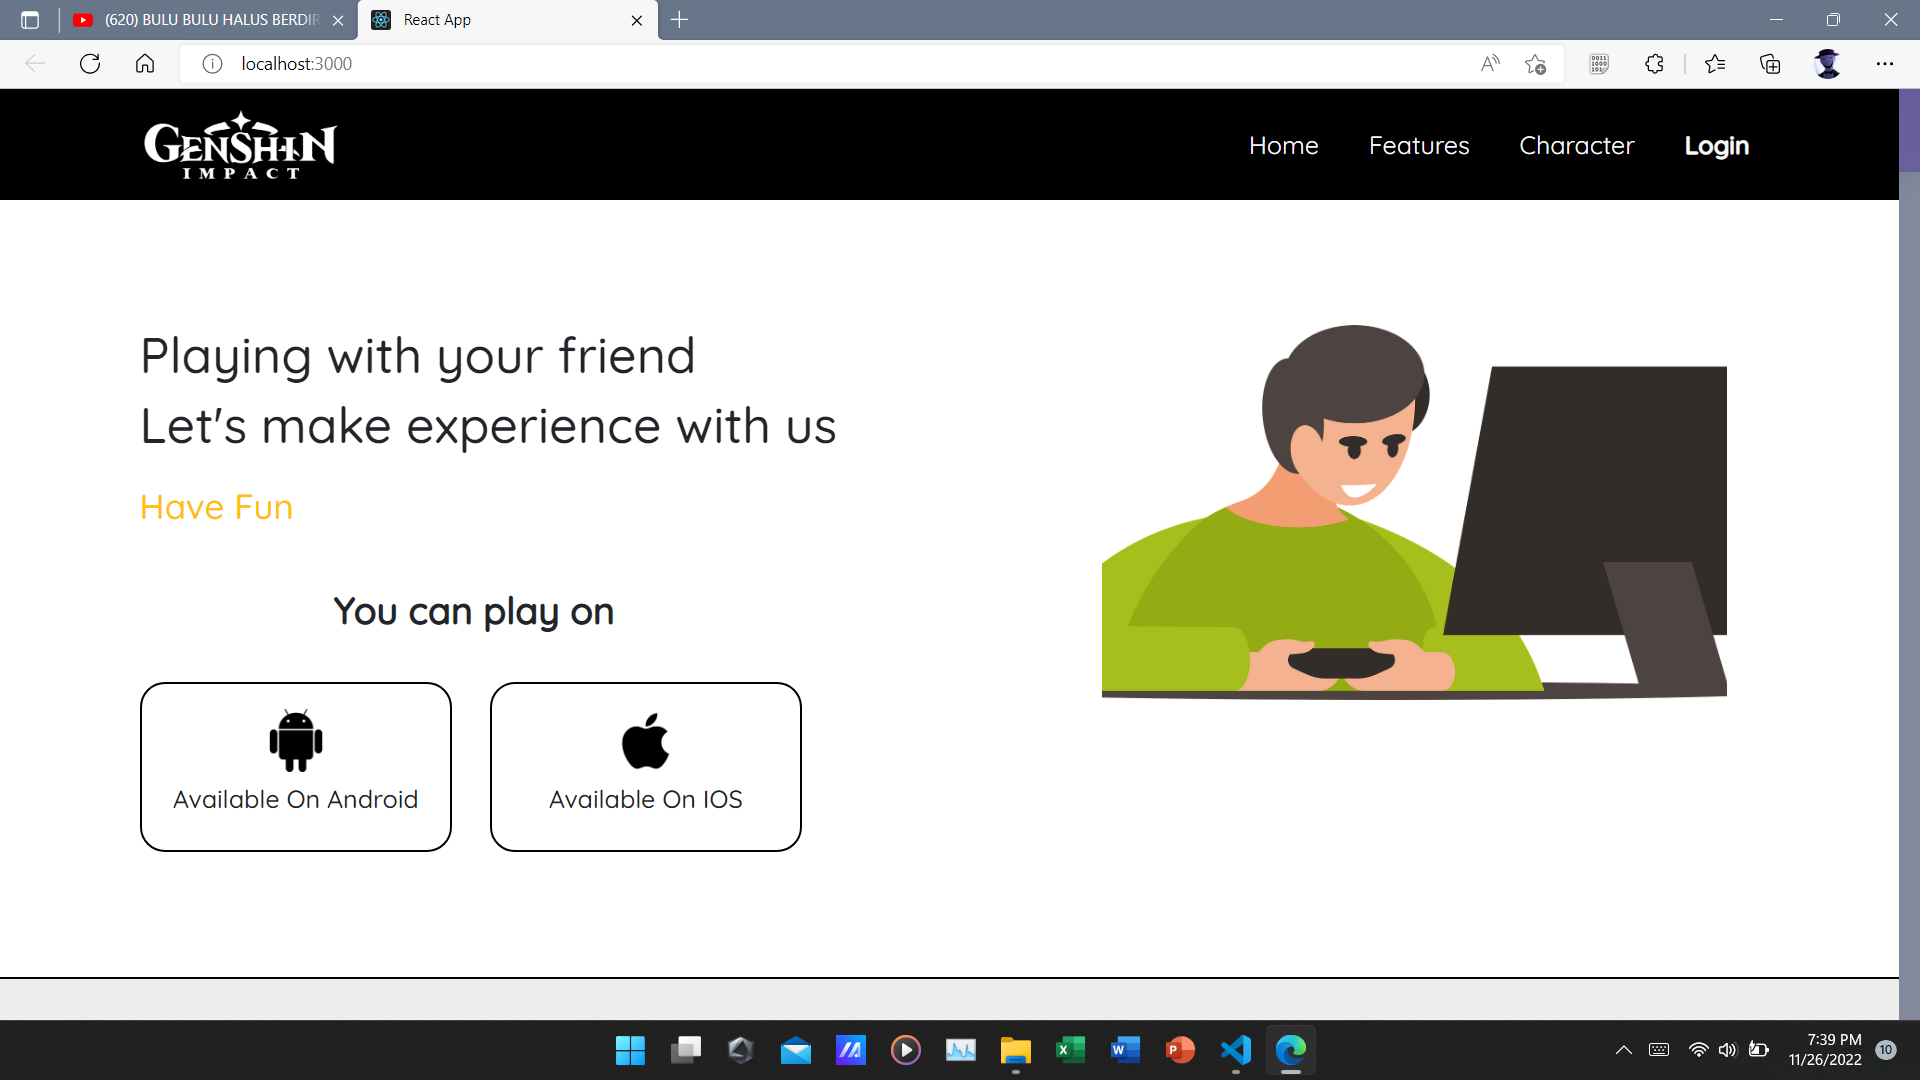 (620) BULU BULU HALUS BERDIR
React App
localhost:3000
GENSHIN
IMPACT
Home
Features
Character
Login
Playing with your friend
Let's make experience with us
Have Fun
You can play on
Available On Android
Available On IOS
7:39 PM
11/26/2022
10